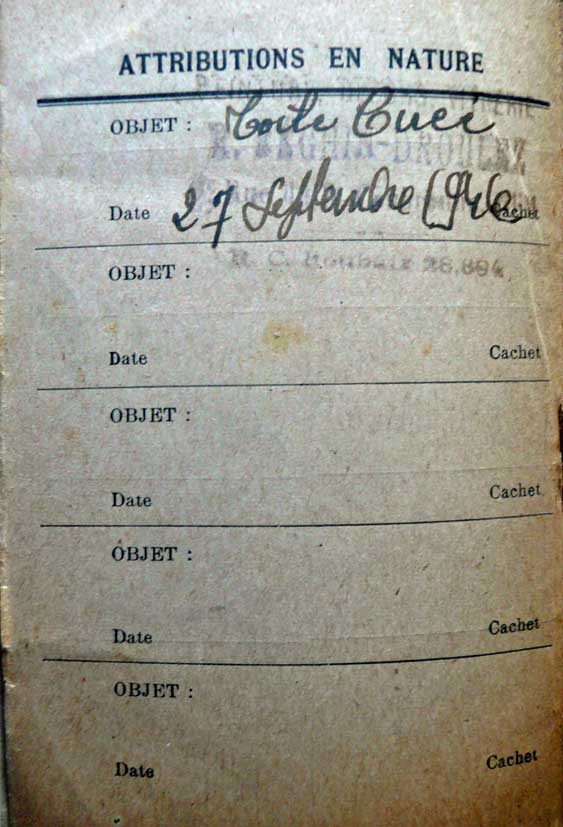 ATTRIBUTIONS EN NATURE
OBJET : Toile Cirée
Date 27 Septembre 1946 Cachet
R. C. Roubaix 28.894
OBJET :
Date Cachet
OBJET :
Date Cachet
OBJET :
Date Cachet
OBJET :
Date Cachet